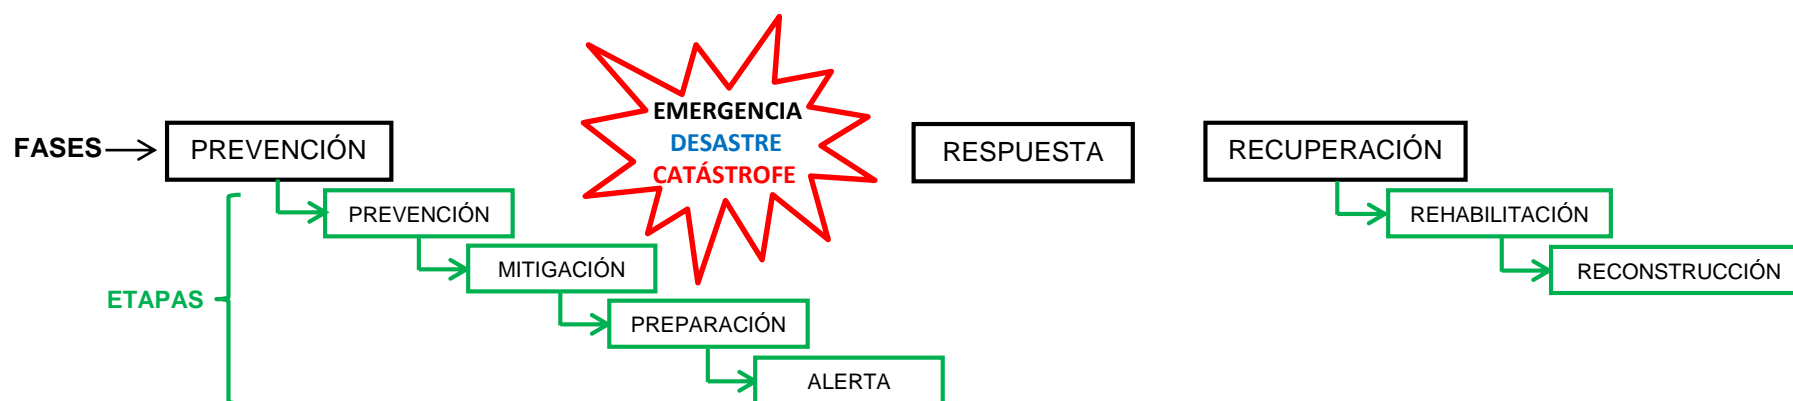 EMERGENCIA
DESASTRE
CATÁSTROFE
FASES
PREVENCIÓN
RESPUESTA
RECUPERACIÓN
ETAPAS
PREVENCIÓN
MITIGACIÓN
PREPARACIÓN
ALERTA
REHABILITACIÓN
RECONSTRUCCIÓN